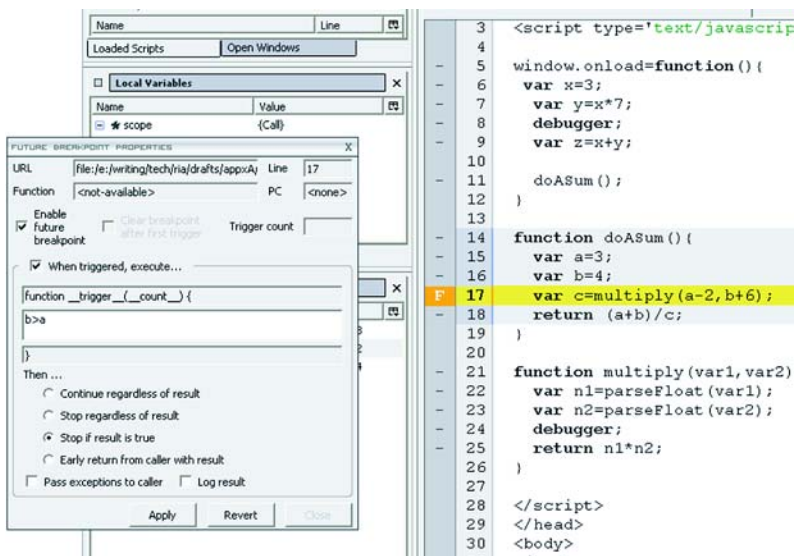 Name Line
Loaded Scripts Open Windows
Local Variables
Name Value
scope {Call}
FUTURE BREAKPOINT PROPERTIES X
URL file:/e:/writing/tech/ria/drafts/appxA Line 17
Function <not-available> PC <none>
Enable future breakpoint
Clear breakpoint after first trigger
Trigger count
When triggered, execute...
function __trigger__(__count__) {
b>a
}
Then ...
Continue regardless of result
Stop regardless of result
Stop if result is true
Early return from caller with result
Pass exceptions to caller Log result
Apply Revert Close
3 <script type='text/javascrip
4
5 window.onload=function(){
6 var x=3;
7 var y=x*7;
8 debugger;
9 var z=x+y;
10
11 doASum();
12 }
13
14 function doASum(){
15 var a=3;
16 var b=4;
F 17 var c=multiply(a-2,b+6);
18 return (a+b)/c;
19 }
20
21 function multiply(var1,var2)
22 var n1=parseFloat(var1);
23 var n2=parseFloat(var2);
24 debugger;
25 return n1*n2;
26 }
27
28 </script>
29 </head>
30 <body>